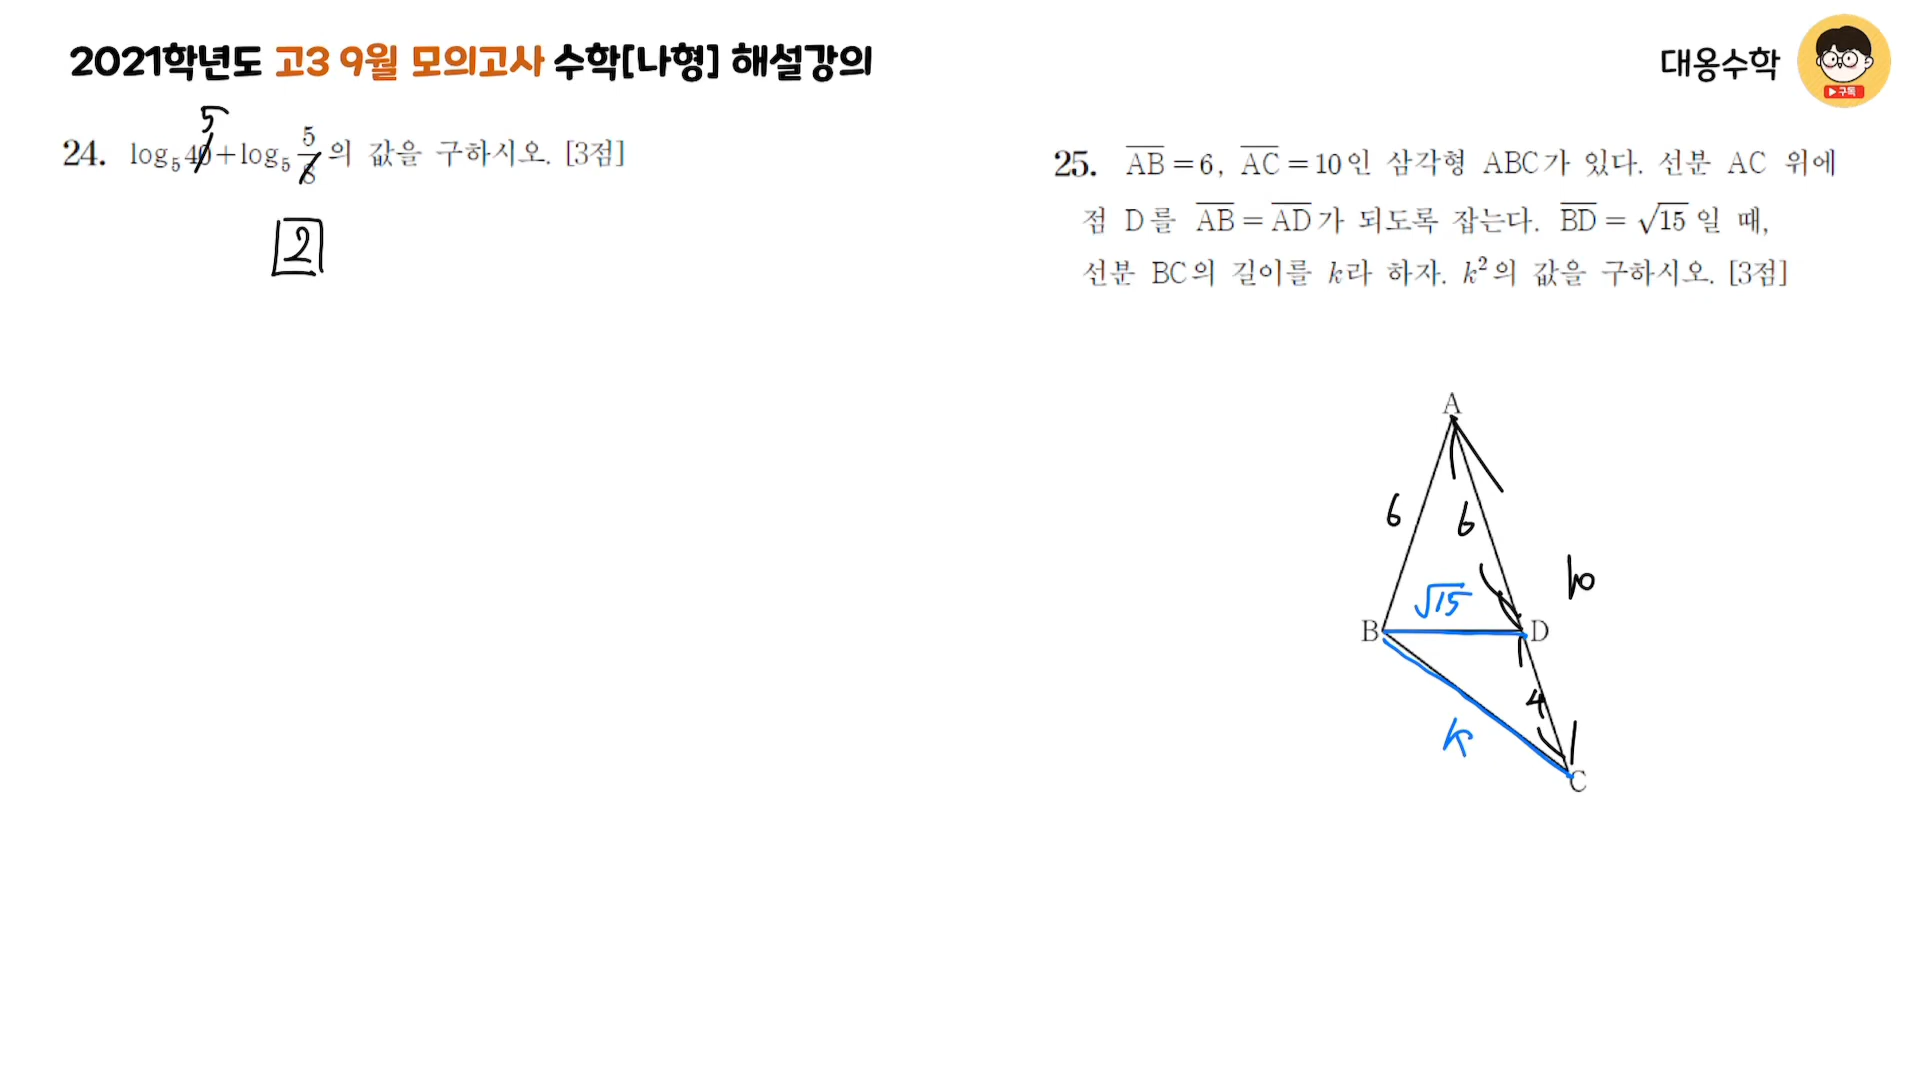 2021학년도 고3 9월 모의고사 수학[나형] 해설강의
대웅수학
구독
5
24. log₅40+log₅ 5/8 의 값을 구하시오. [3점]
2
25. AB=6, AC=10인 삼각형 ABC가 있다. 선분 AC 위에
점 D를 AB=AD가 되도록 잡는다. BD=√15일 때,
선분 BC의 길이를 k라 하자. k²의 값을 구하시오. [3점]
A
6 6
10
√15
B D
4
k
C